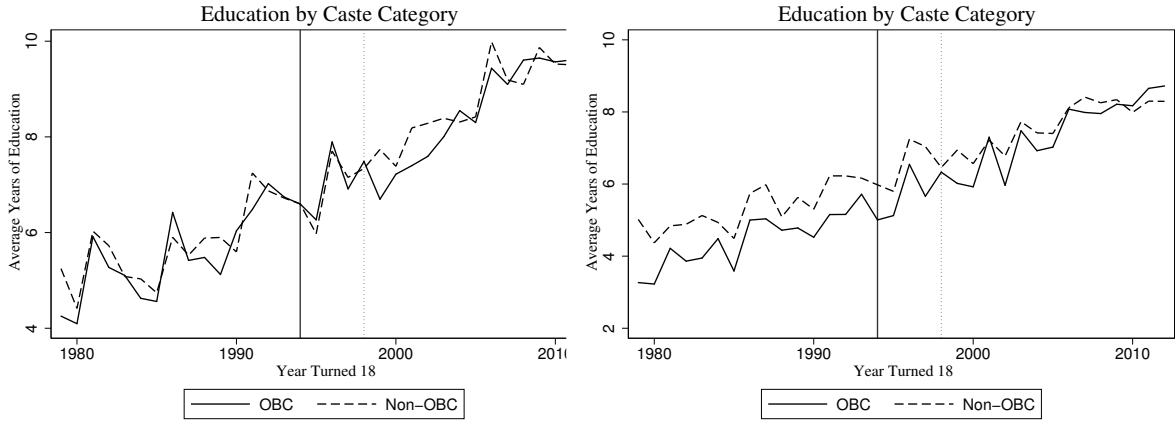 Education by Caste Category
10
8
6
4
Average Years of Education
1980
1990
2000
201
Year Turned 18
OBC
Non−OBC
Education by Caste Category
10
8
6
4
2
Average Years of Education
1980
1990
2000
2010
Year Turned 18
OBC
Non−OBC